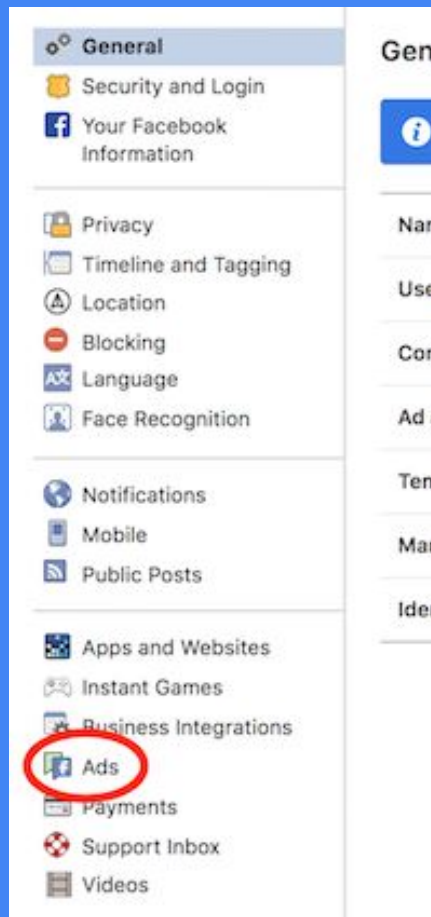 General
Security and Login
Your Facebook
Information
Privacy
Timeline and Tagging
Location
Blocking
Language
Face Recognition
Notifications
Mobile
Public Posts
Apps and Websites
Instant Games
Business Integrations
Ads
Payments
Support Inbox
Videos
Gen
Nar
Use
Cor
Ad
Ten
Mar
Ider